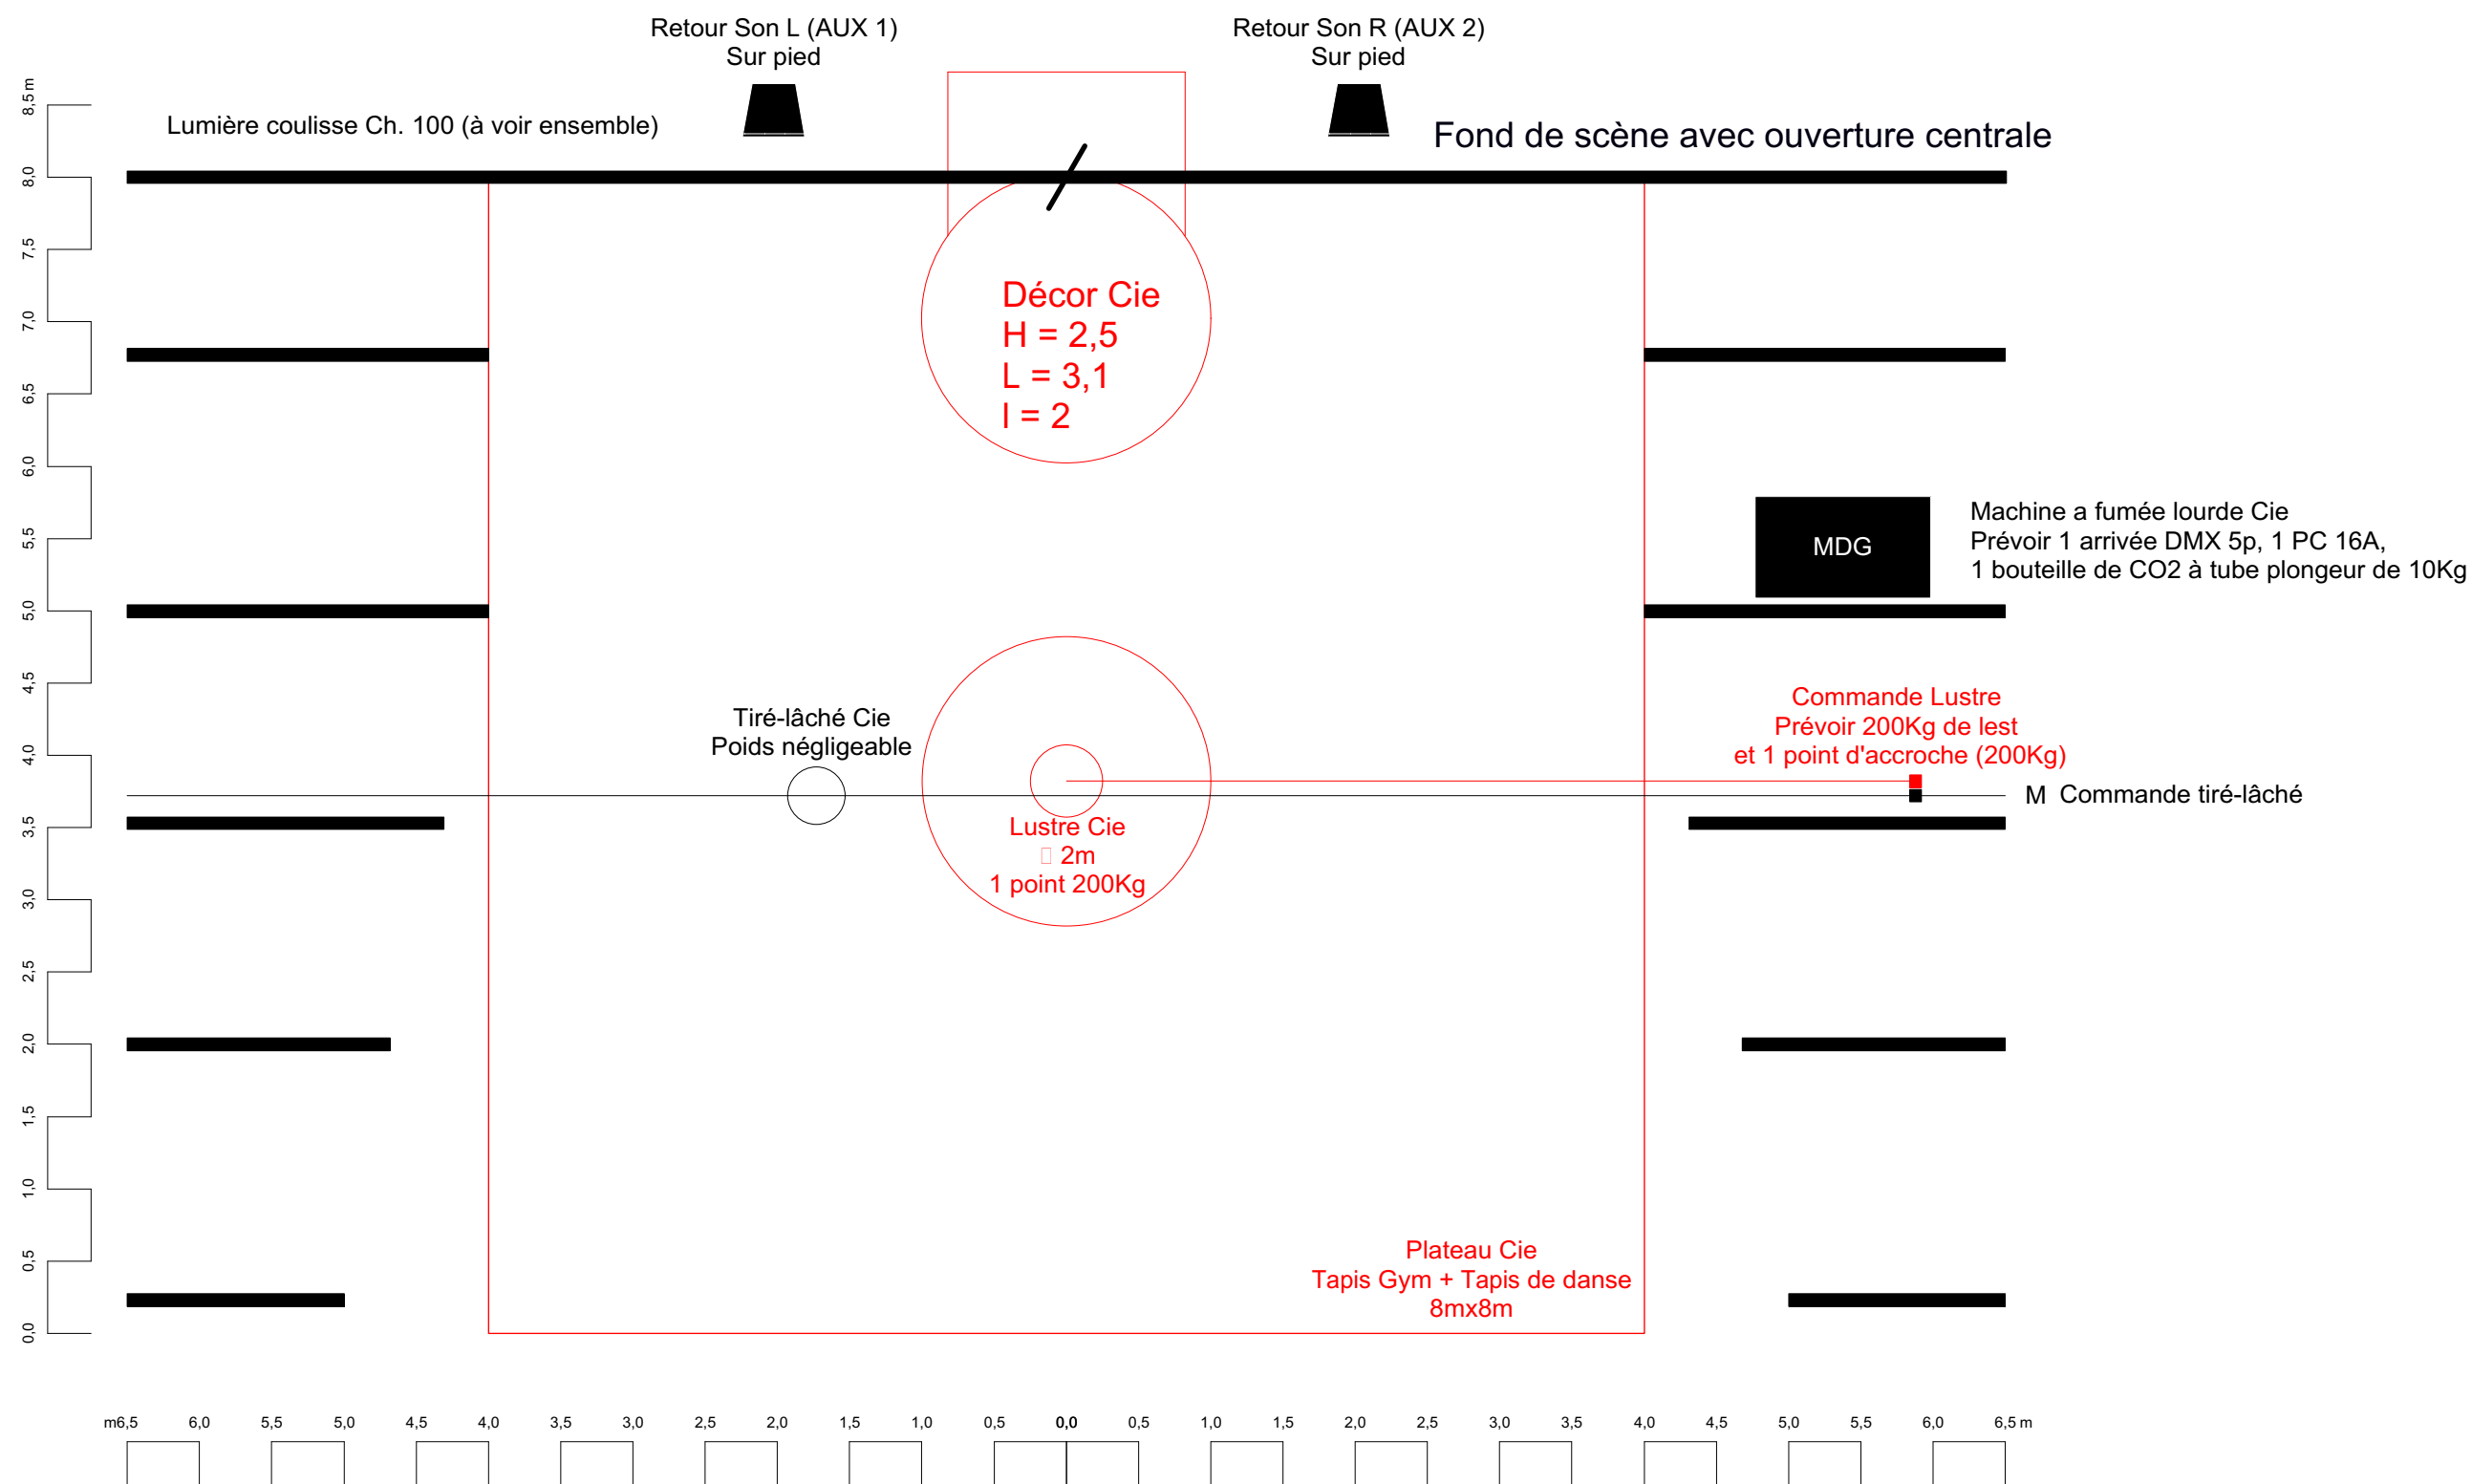 Retour Son L (AUX 1)
Sur pied
Retour Son R (AUX 2)
Sur pied
Lumière coulisse Ch. 100 (à voir ensemble)
Fond de scène avec ouverture centrale
Décor Cie
H = 2,5
L = 3,1
l = 2
MDG
Machine a fumée lourde Cie
Prévoir 1 arrivée DMX 5p, 1 PC 16A,
1 bouteille de CO2 à tube plongeur de 10Kg
Commande Lustre
Prévoir 200Kg de lest
et 1 point d'accroche (200Kg)
Tiré-lâché Cie
Poids négligeable
M Commande tiré-lâché
Lustre Cie
2m
1 point 200Kg
Plateau Cie
Tapis Gym + Tapis de danse
8mx8m
8,5 m
8,0
7,5
7,0
6,5
6,0
5,5
5,0
4,5
4,0
3,5
3,0
2,5
2,0
1,5
1,0
0,5
0,0
m6,5 6,0 5,5 5,0 4,5 4,0 3,5 3,0 2,5 2,0 1,5 1,0 0,5 0,0 0,5 1,0 1,5 2,0 2,5 3,0 3,5 4,0 4,5 5,0 5,5 6,0 6,5 m